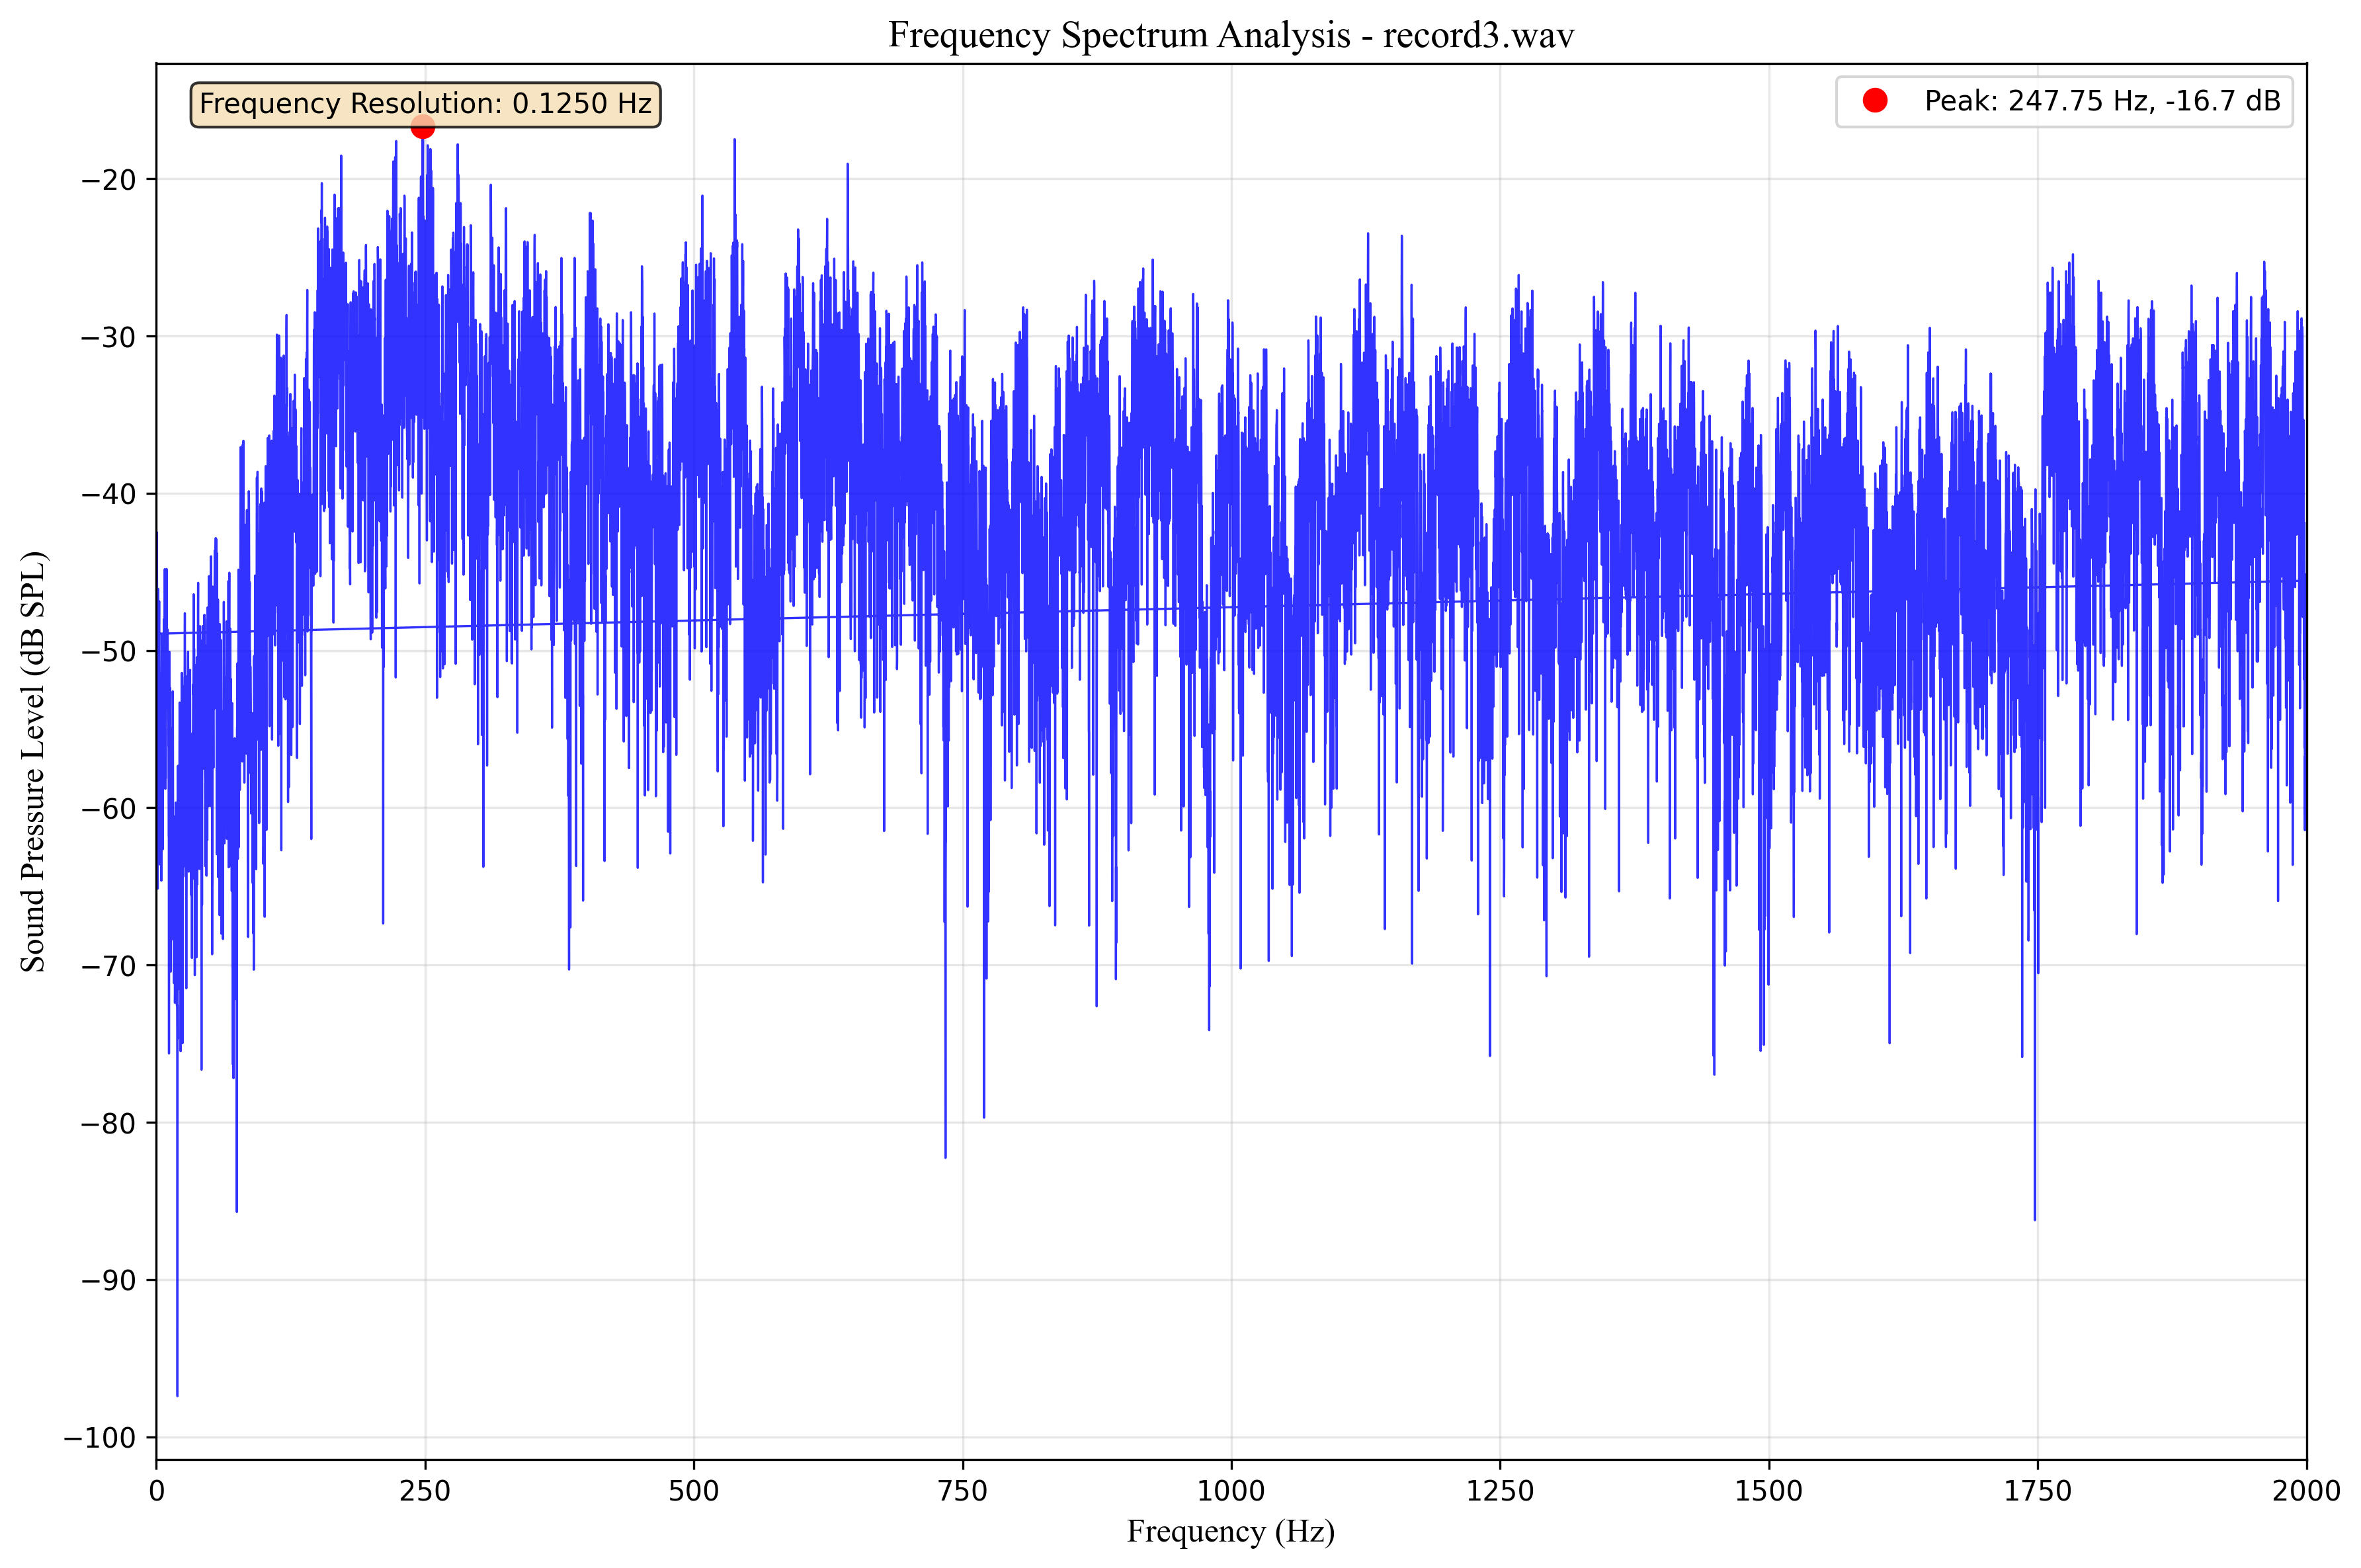 Frequency Spectrum Analysis - record3.wav
Frequency Resolution: 0.1250 Hz
Peak: 247.75 Hz, -16.7 dB
Sound Pressure Level (dB SPL)
−20
−30
−40
−50
−60
−70
−80
−90
−100
0 250 500 750 1000 1250 1500 1750 2000
Frequency (Hz)